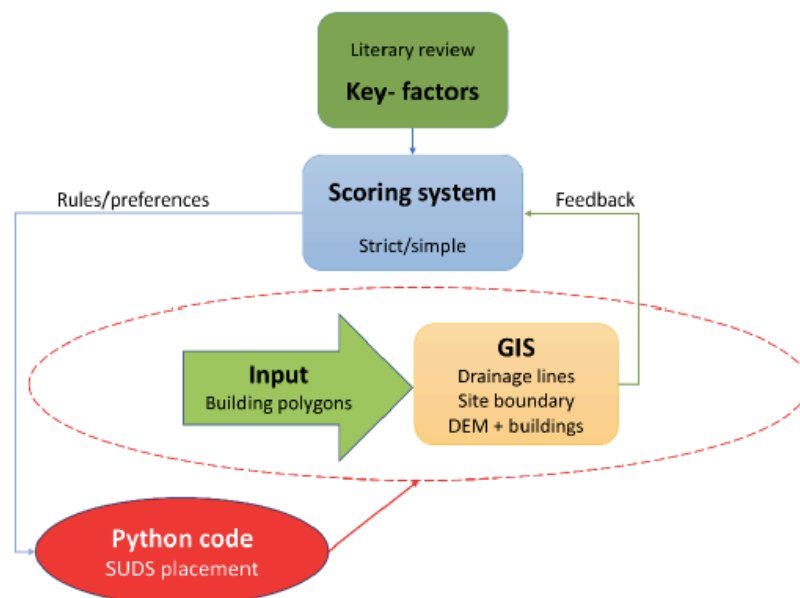 Literary review
Key- factors
Scoring system
Strict/simple
Rules/preferences
Feedback
Input
Building polygons
GIS
Drainage lines
Site boundary
DEM + buildings
Python code
SUDS placement